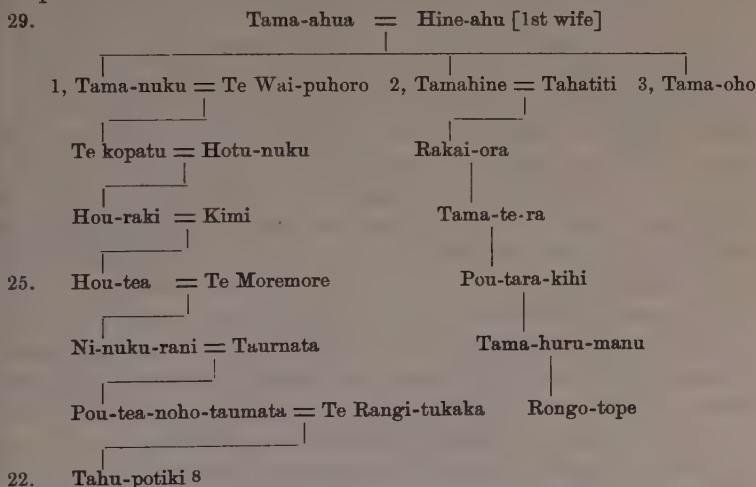 29. Tama-ahua = Hine-ahu [1st wife]
1, Tama-nuku = Te Wai-puhoro 2, Tamahine = Tahatiti 3, Tama-oho
Te kopatu = Hotu-nuku Rakai-ora
Hou-raki = Kimi Tama-te-ra
25. Hou-tea = Te Moremore Pou-tara-kihi
Ni-nuku-rani = Taurnata Tama-huru-manu
Pou-tea-noho-taumata = Te Rangi-tukaka Rongo-tope
22. Tahu-potiki 8